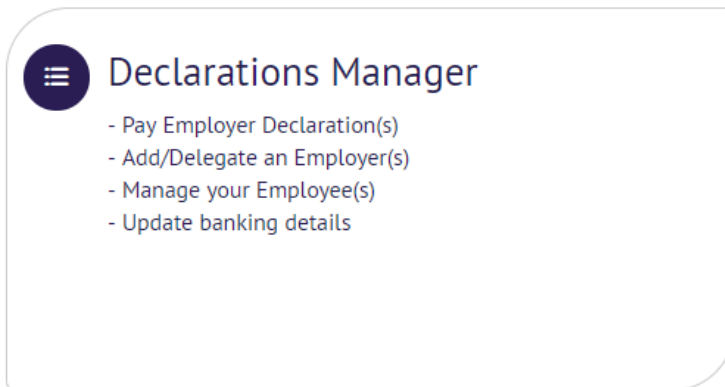 Declarations Manager
- Pay Employer Declaration(s)
- Add/Delegate an Employer(s)
- Manage your Employee(s)
- Update banking details